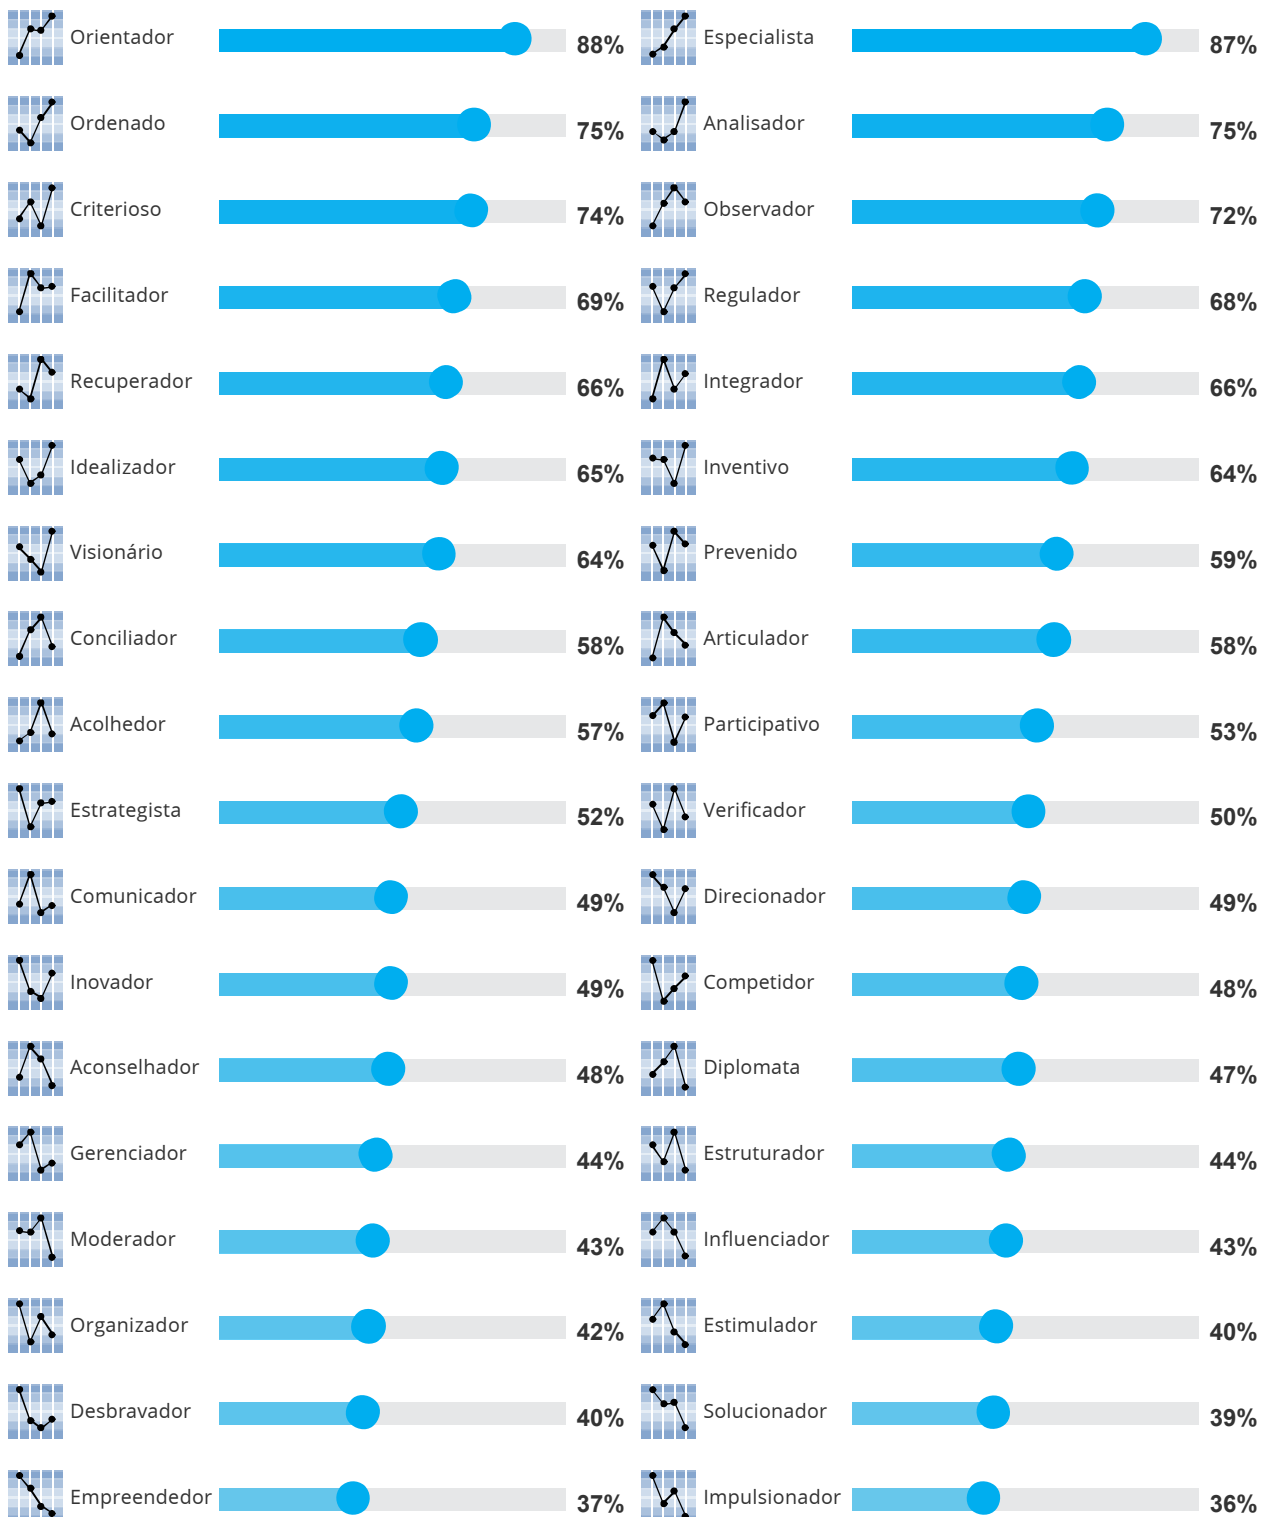 Orientador 88% Especialista 87%
Ordenado 75% Analisador 75%
Criterioso 74% Observador 72%
Facilitador 69% Regulador 68%
Recuperador 66% Integrador 66%
Idealizador 65% Inventivo 64%
Visionário 64% Prevenido 59%
Conciliador 58% Articulador 58%
Acolhedor 57% Participativo 53%
Estrategista 52% Verificador 50%
Comunicador 49% Direcionador 49%
Inovador 49% Competidor 48%
Aconselhador 48% Diplomata 47%
Gerenciador 44% Estruturador 44%
Moderador 43% Influenciador 43%
Organizador 42% Estimulador 40%
Desbravador 40% Solucionador 39%
Empreendedor 37% Impulsionador 36%